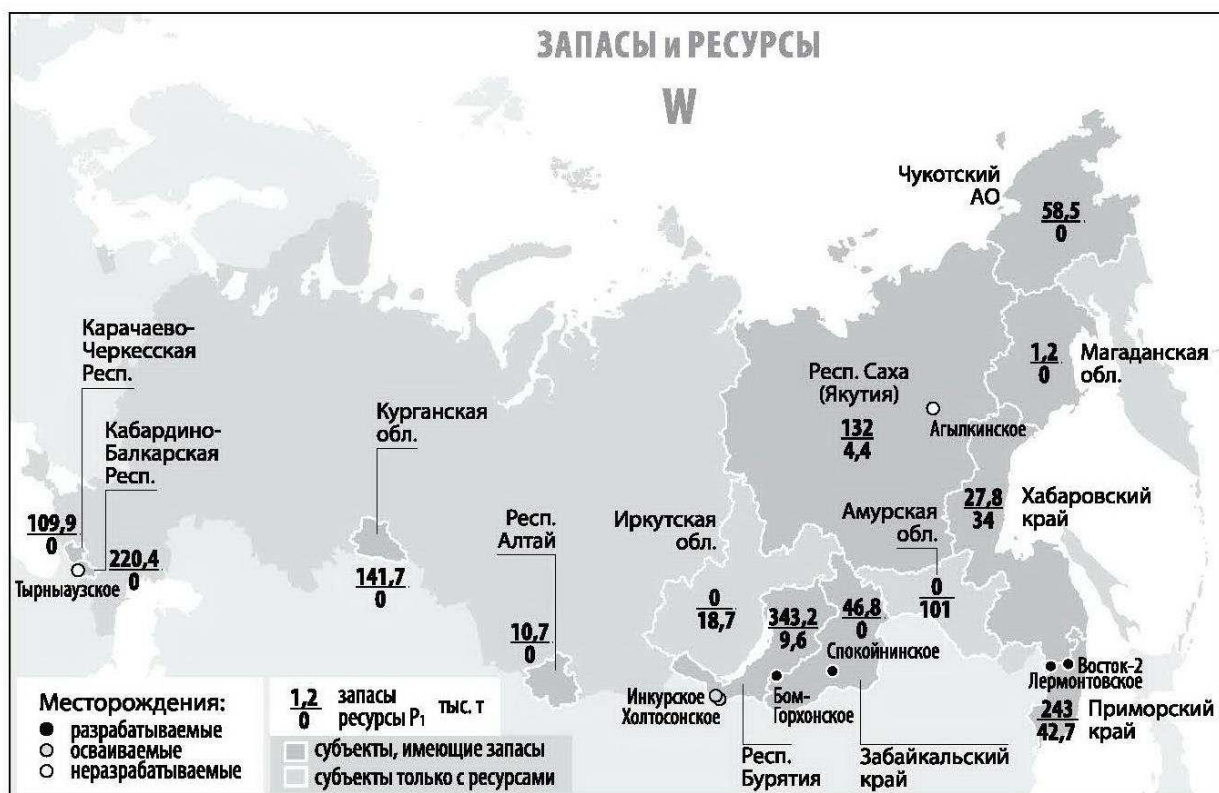 ЗАПАСЫ и РЕСУРСЫ
W
Чукотский
АО
58,5
0
Карачаево-
Черкесская
Респ.
1,2
0
Магаданская
обл.
Респ. Саха
(Якутия)
132
4,4
Агылкинское
Курганская
обл.
Кабардино-
Балкарская
Респ.
27,8
34
Хабаровский
край
Амурская
обл.
Иркутская
обл.
Респ.
Алтай
109,9
0
220,4
0
Тырныаузское
141,7
0
0
18,7
343,2
9,6
46,8
0
0
101
10,7
0
Спокойнинское
Восток-2
Лермонтовское
Инкурское
Холтосонское
Бом-
Горхонское
243
42,7
Приморский
край
Респ.
Бурятия
Забайкальский
край
Месторождения:
разрабатываемые
осваиваемые
неразрабатываемые
1,2
0
запасы
ресурсы P₁
тыс. т
субъекты, имеющие запасы
субъекты только с ресурсами